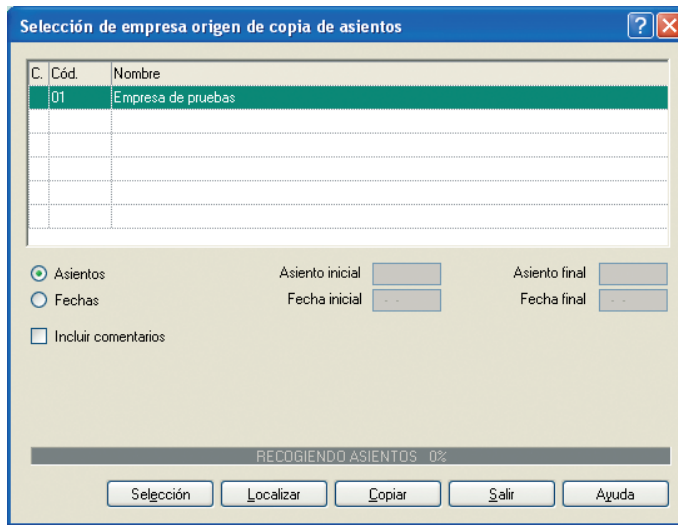 Selección de empresa origen de copia de asientos
C. Cód. Nombre
01 Empresa de pruebas
Asientos Asiento inicial Asiento final
Fechas Fecha inicial - - Fecha final - -
Incluir comentarios
RECOGIENDO ASIENTOS 0%
Selección Localizar Copiar Salir Ayuda